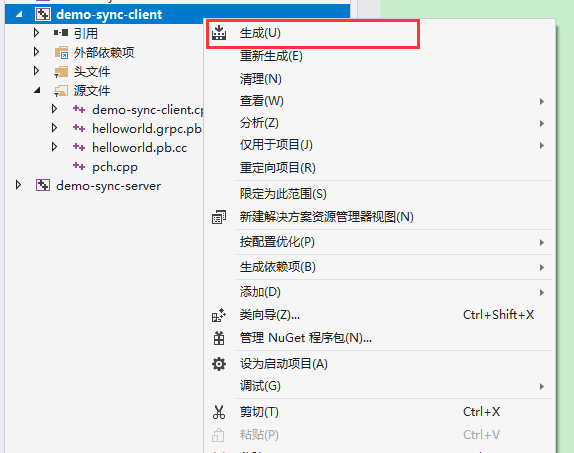 demo-sync-client
引用
外部依赖项
头文件
源文件
demo-sync-client.cp
helloworld.grpc.pb.
helloworld.pb.cc
pch.cpp
demo-sync-server
生成(U)
重新生成(E)
清理(N)
查看(W)
分析(Z)
仅用于项目(J)
重定向项目(R)
限定为此范围(S)
新建解决方案资源管理器视图(N)
按配置优化(P)
生成依赖项(B)
添加(D)
类向导(Z)... Ctrl+Shift+X
管理 NuGet 程序包(N)...
设为启动项目(A)
调试(G)
剪切(T) Ctrl+X
粘贴(P) Ctrl+V